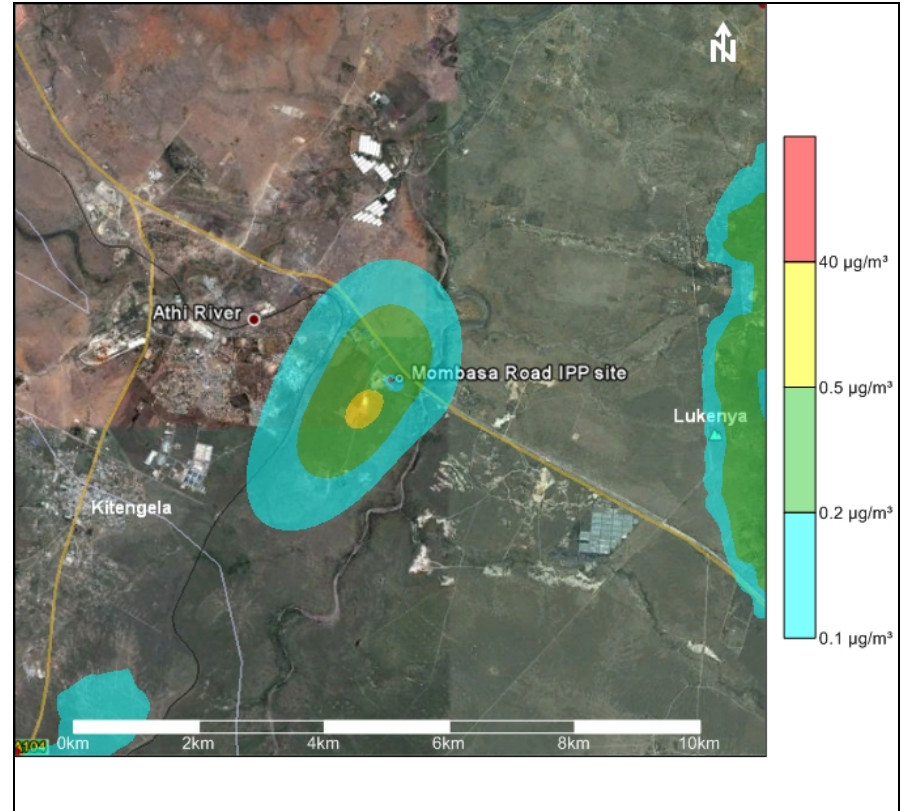 N
40 µg/m³
Athi River
Mombasa Road IPP site
0.5 µg/m³
Lukenya
Kitengela
0.2 µg/m³
0.1 µg/m³
A104
0km 2km 4km 6km 8km 10km